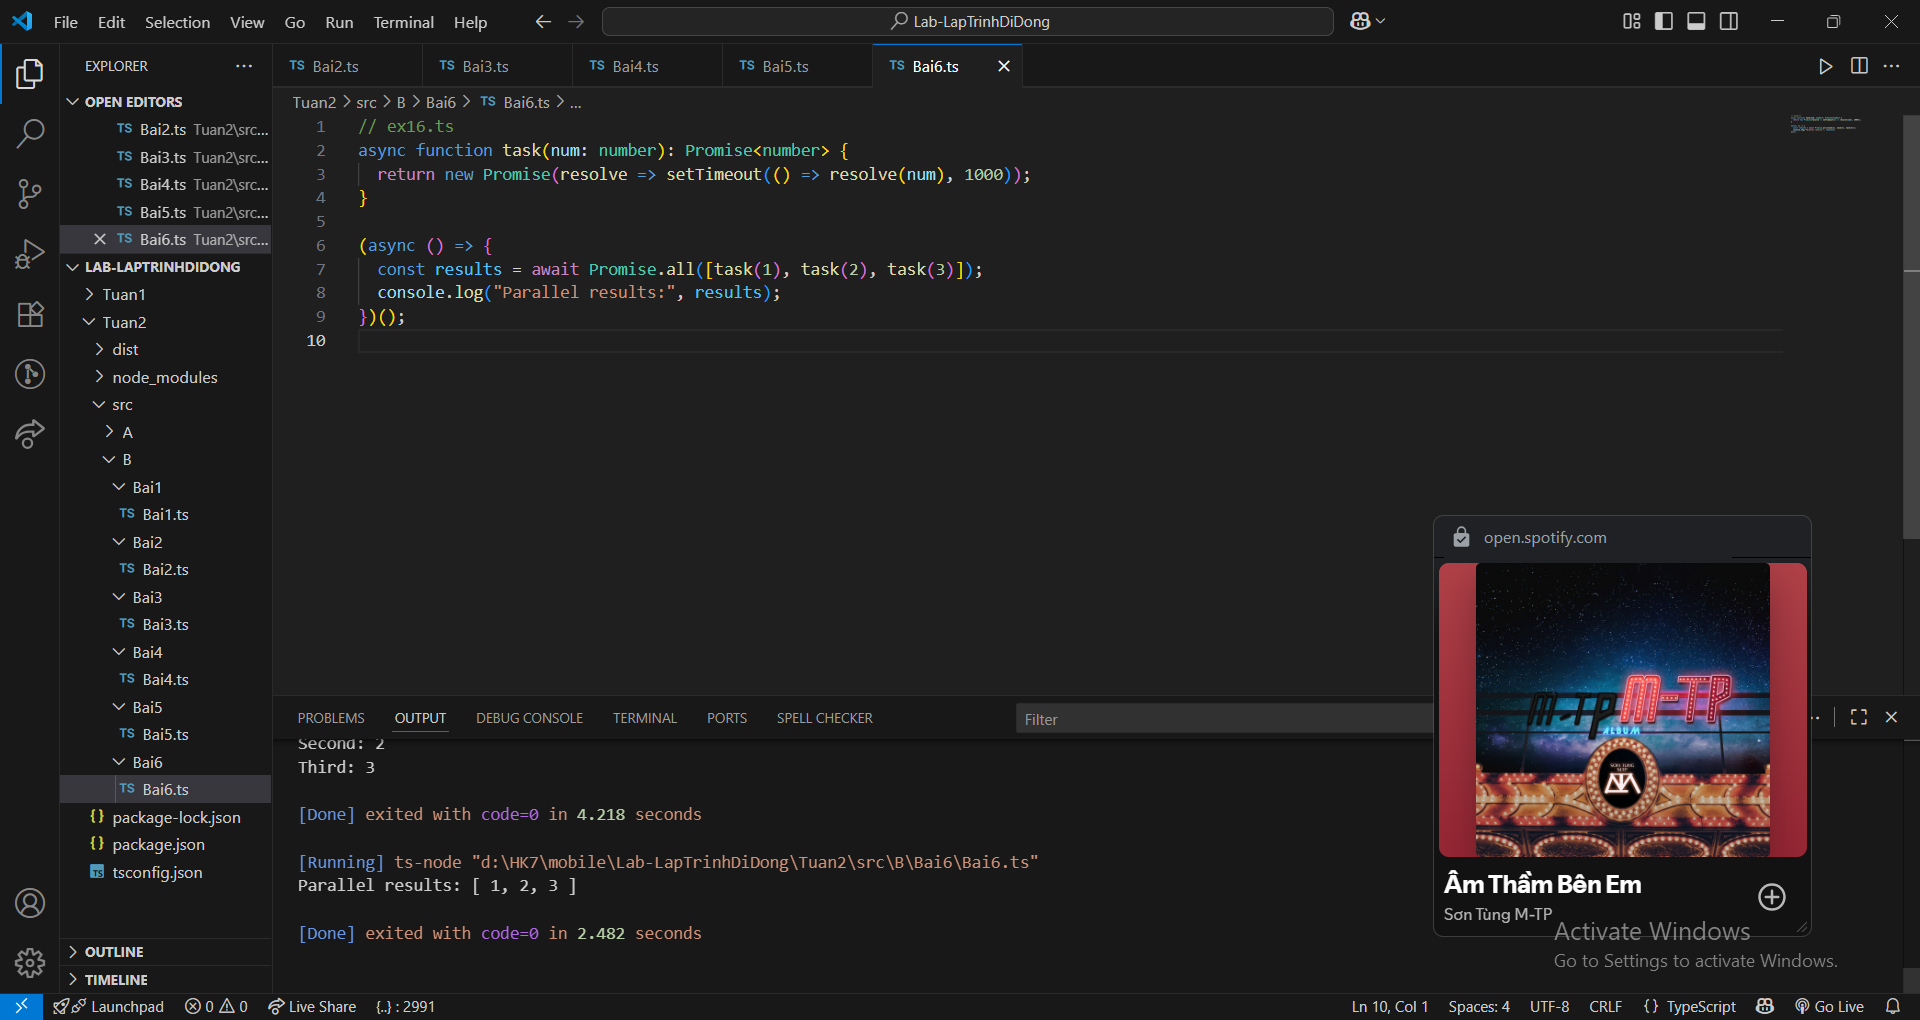 File Edit Selection View Go Run Terminal Help
Lab-LapTrinhDiDong
EXPLORER
OPEN EDITORS
TS Bai2.ts Tuan2\src...
TS Bai3.ts Tuan2\src...
TS Bai4.ts Tuan2\src...
TS Bai5.ts Tuan2\src...
TS Bai6.ts Tuan2\src...
LAB-LAPTRINHDIDONG
Tuan1
Tuan2
dist
node_modules
src
A
B
Bai1
TS Bai1.ts
Bai2
TS Bai2.ts
Bai3
TS Bai3.ts
Bai4
TS Bai4.ts
Bai5
TS Bai5.ts
Bai6
TS Bai6.ts
{} package-lock.json
{} package.json
TS tsconfig.json
OUTLINE
TIMELINE
TS Bai2.ts TS Bai3.ts TS Bai4.ts TS Bai5.ts TS Bai6.ts
Tuan2 > src > B > Bai6 > TS Bai6.ts > ...
1 // ex16.ts
2 async function task(num: number): Promise<number> {
3 return new Promise(resolve => setTimeout(() => resolve(num), 1000));
4 }
5
6 (async () => {
7 const results = await Promise.all([task(1), task(2), task(3)]);
8 console.log("Parallel results:", results);
9 })();
10
PROBLEMS OUTPUT DEBUG CONSOLE TERMINAL PORTS SPELL CHECKER Filter
Second: 2
Third: 3
[Done] exited with code=0 in 4.218 seconds
[Running] ts-node "d:\HK7\mobile\Lab-LapTrinhDiDong\Tuan2\src\B\Bai6\Bai6.ts"
Parallel results: [ 1, 2, 3 ]
[Done] exited with code=0 in 2.482 seconds
open.spotify.com
M-TP M-TP
ALBUM
SON TUNG
MTP
Âm Thầm Bên Em
Sơn Tùng M-TP
Activate Windows
Go to Settings to activate Windows.
Launchpad 0 0 Live Share {..} : 2991 Ln 10, Col 1 Spaces: 4 UTF-8 CRLF {} TypeScript Go Live